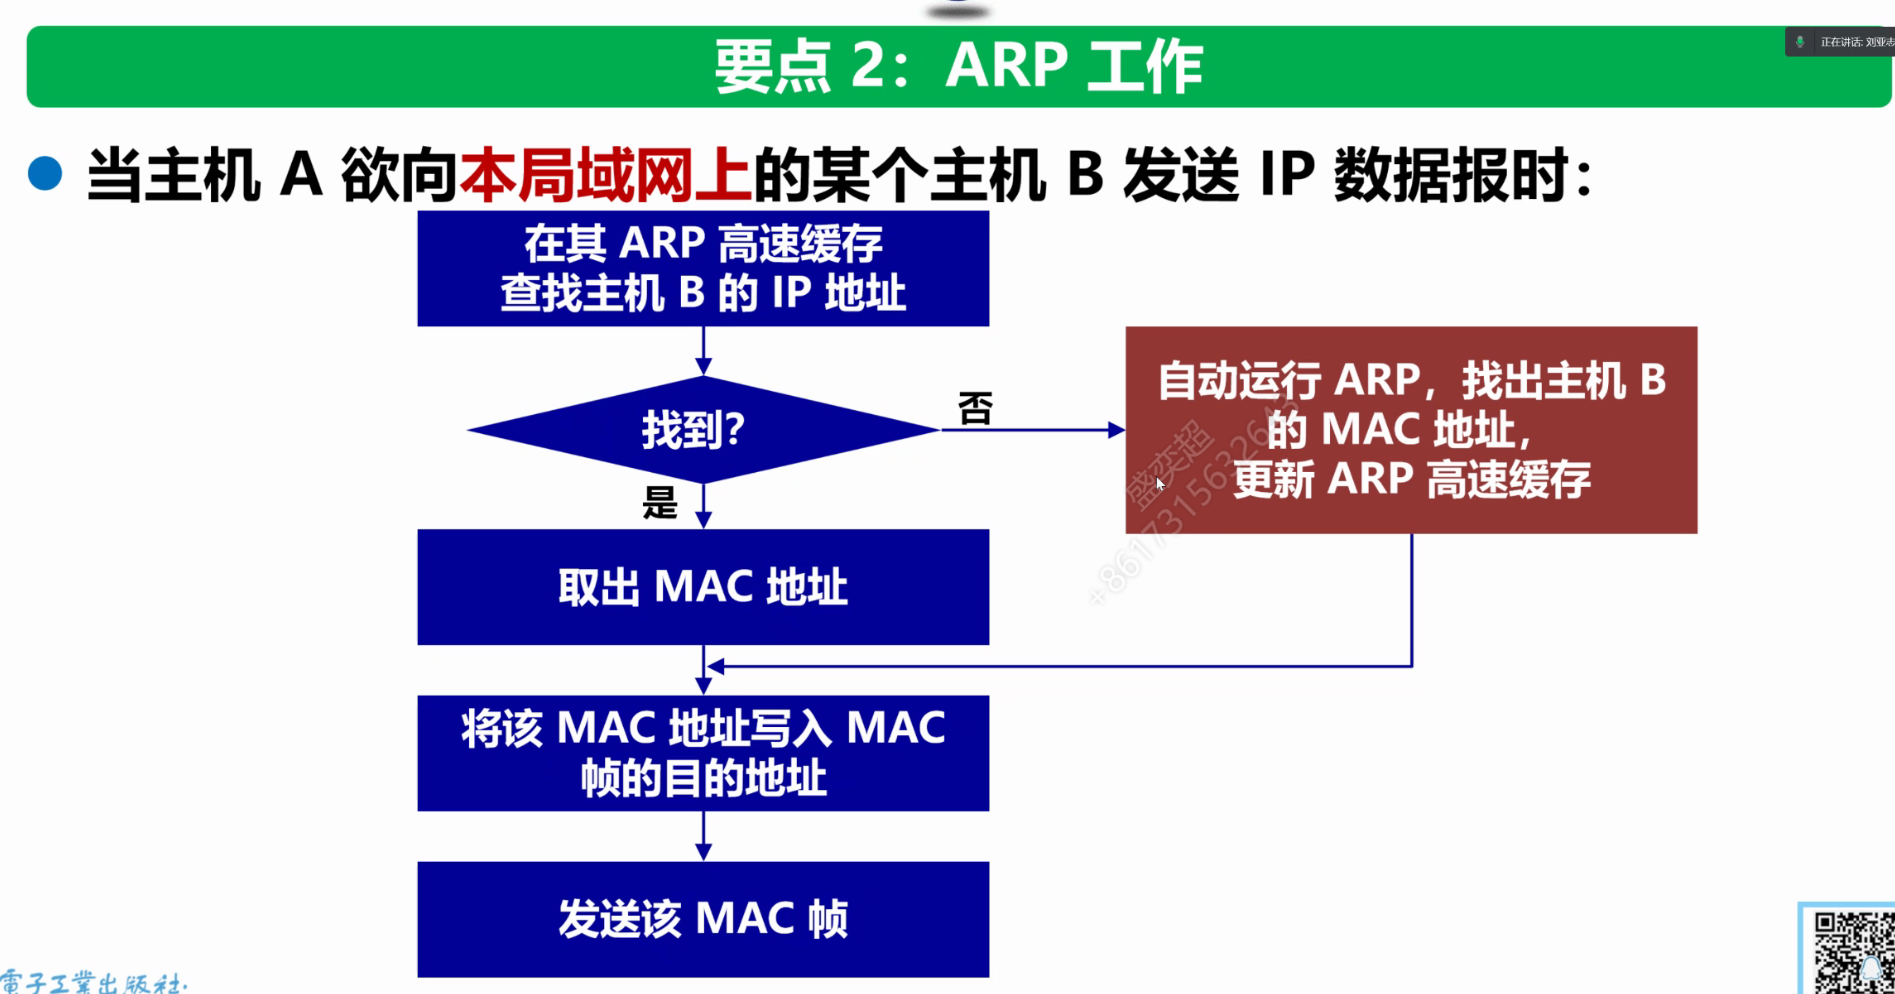 要点 2：ARP 工作
正在讲话: 刘亚志
当主机 A 欲向本局域网上的某个主机 B 发送 IP 数据报时：
在其 ARP 高速缓存
查找主机 B 的 IP 地址
找到？
否
自动运行 ARP，找出主机 B
的 MAC 地址，
更新 ARP 高速缓存
盛奕超
+8617315632643
是
取出 MAC 地址
将该 MAC 地址写入 MAC
帧的目的地址
发送该 MAC 帧
電子工業出版社·